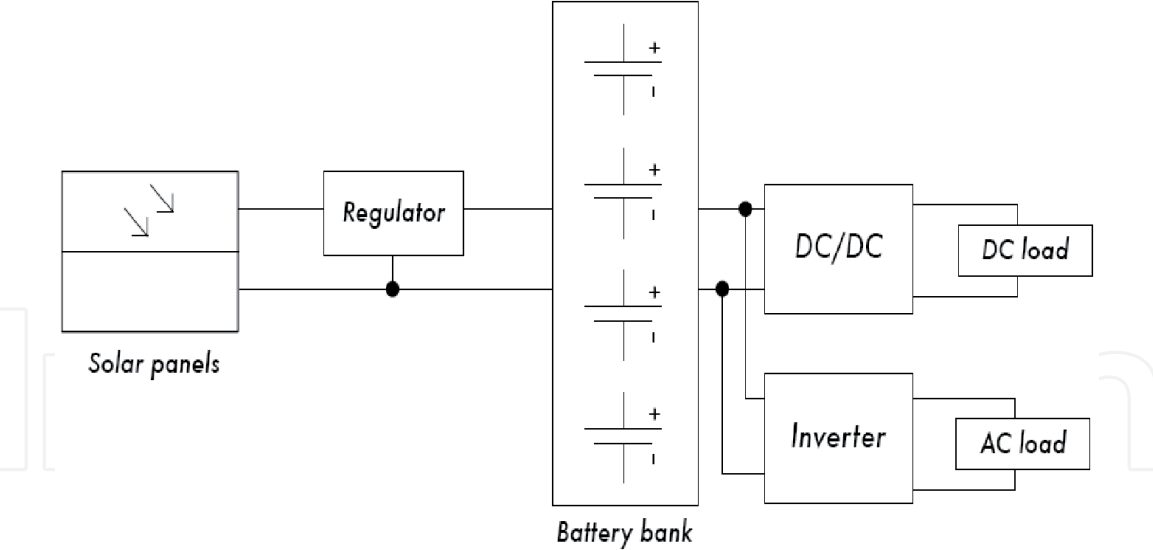 Regulator
DC/DC
DC load
Solar panels
Inverter
AC load
Battery bank
+
-
+
-
+
-
+
-